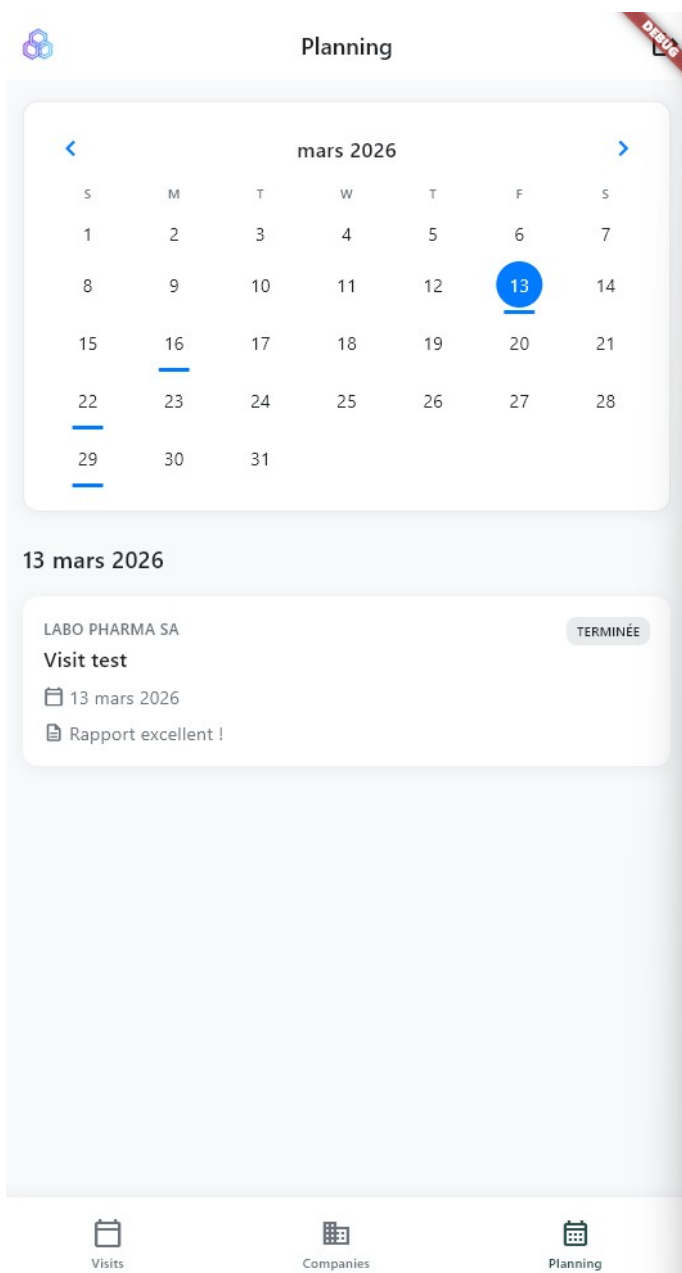 Planning
DEBUG
mars 2026
S M T W T F S
1 2 3 4 5 6 7
8 9 10 11 12 13 14
15 16 17 18 19 20 21
22 23 24 25 26 27 28
29 30 31
13 mars 2026
LABO PHARMA SA
TERMINÉE
Visit test
13 mars 2026
Rapport excellent !
Visits Companies Planning